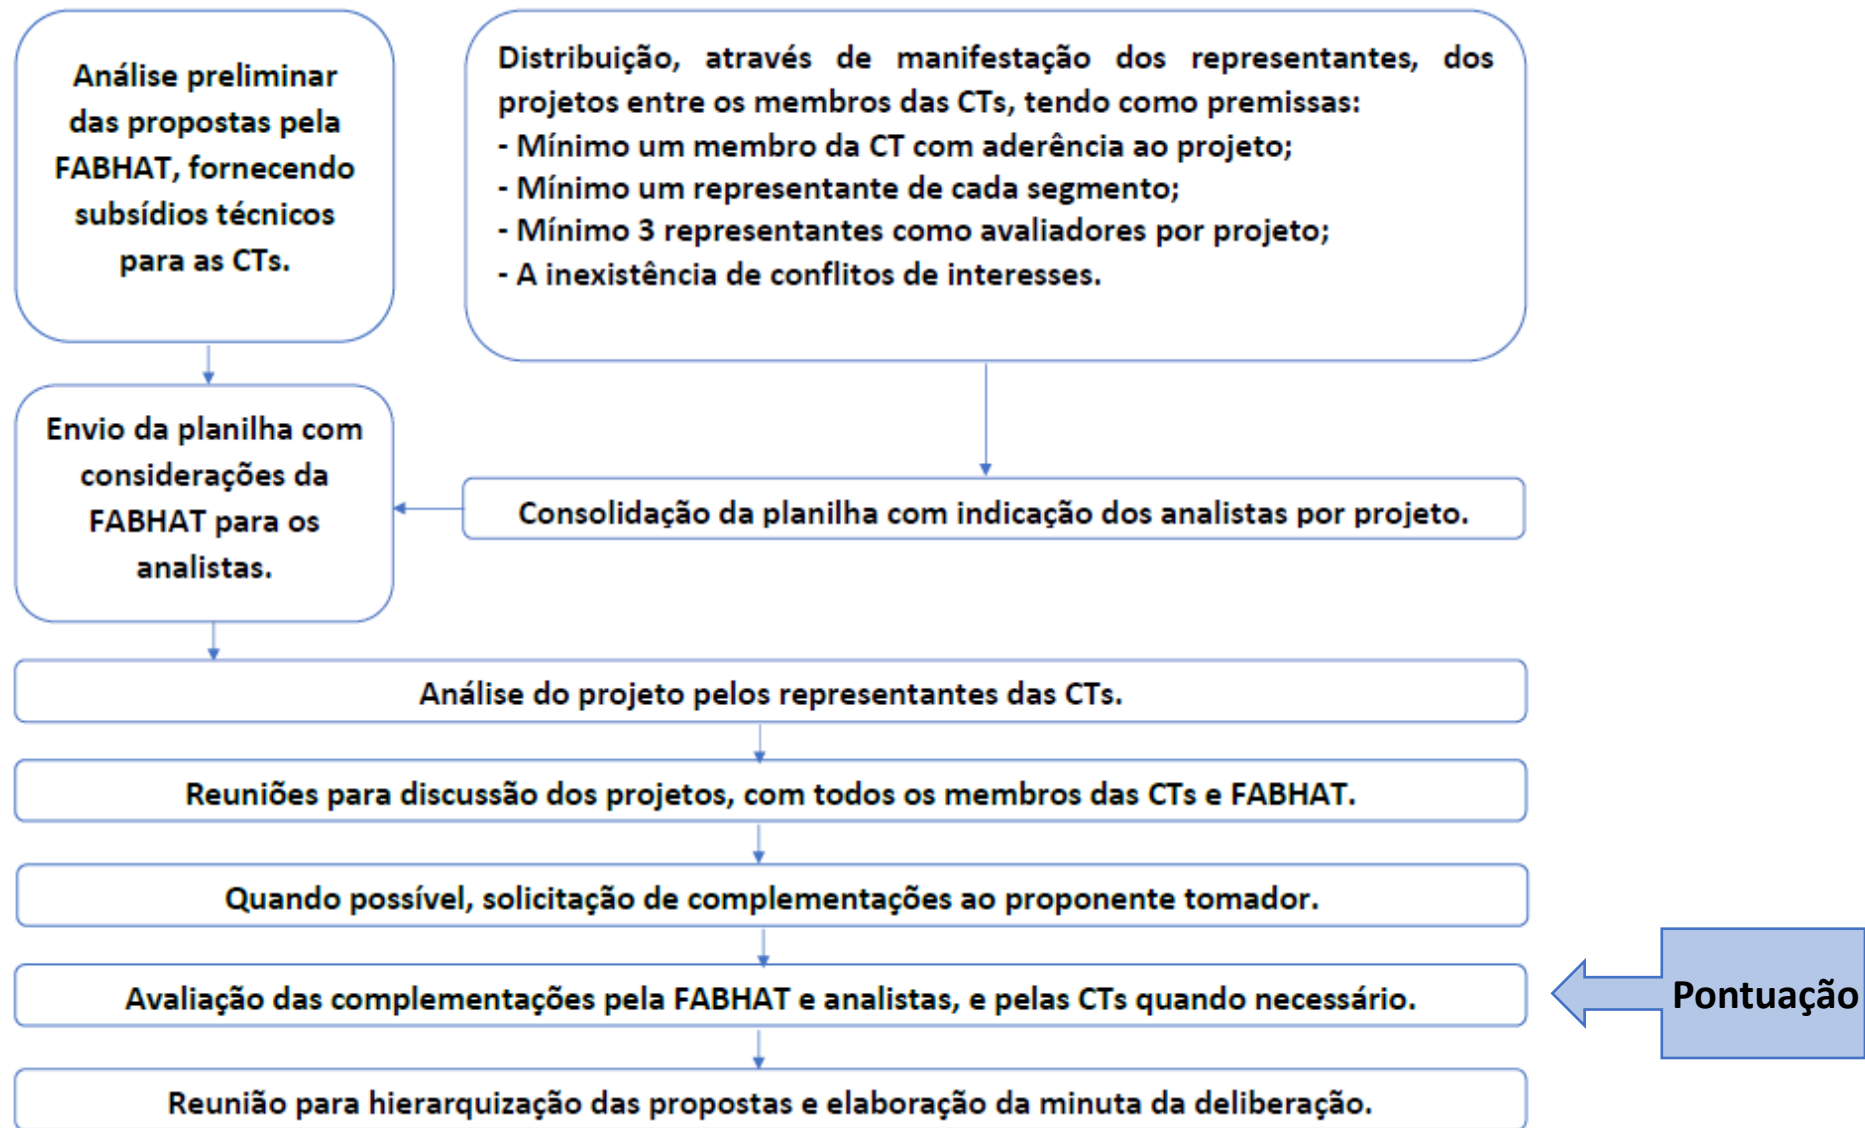 Análise preliminar
das propostas pela
FABHAT, fornecendo
subsídios técnicos
para as CTs.
Distribuição, através de manifestação dos representantes, dos
projetos entre os membros das CTs, tendo como premissas:
- Mínimo um membro da CT com aderência ao projeto;
- Mínimo um representante de cada segmento;
- Mínimo 3 representantes como avaliadores por projeto;
- A inexistência de conflitos de interesses.
Envio da planilha com
considerações da
FABHAT para os
analistas.
Consolidação da planilha com indicação dos analistas por projeto.
Análise do projeto pelos representantes das CTs.
Reuniões para discussão dos projetos, com todos os membros das CTs e FABHAT.
Quando possível, solicitação de complementações ao proponente tomador.
Avaliação das complementações pela FABHAT e analistas, e pelas CTs quando necessário.
Pontuação
Reunião para hierarquização das propostas e elaboração da minuta da deliberação.